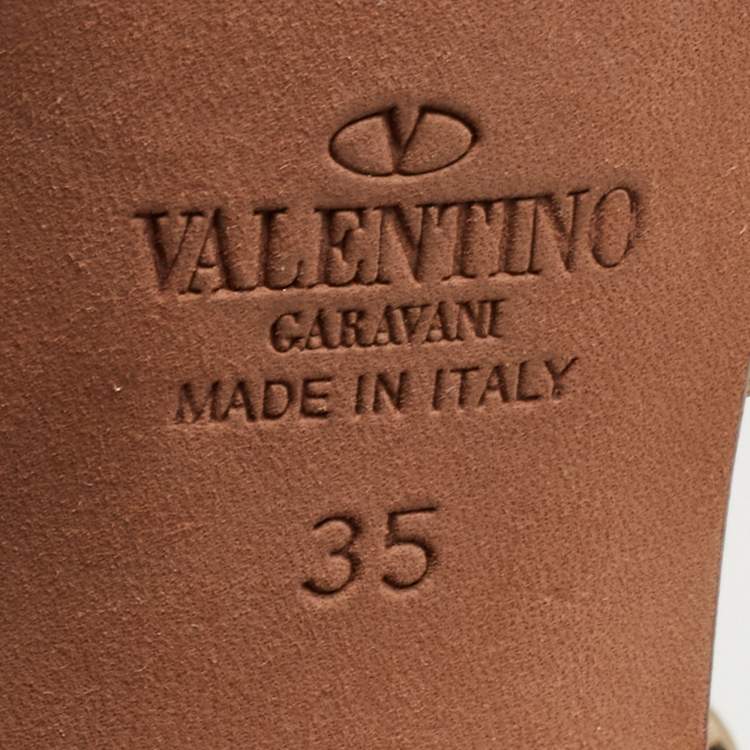 V
VALENTINO
GARAVANI
MADE IN ITALY
35